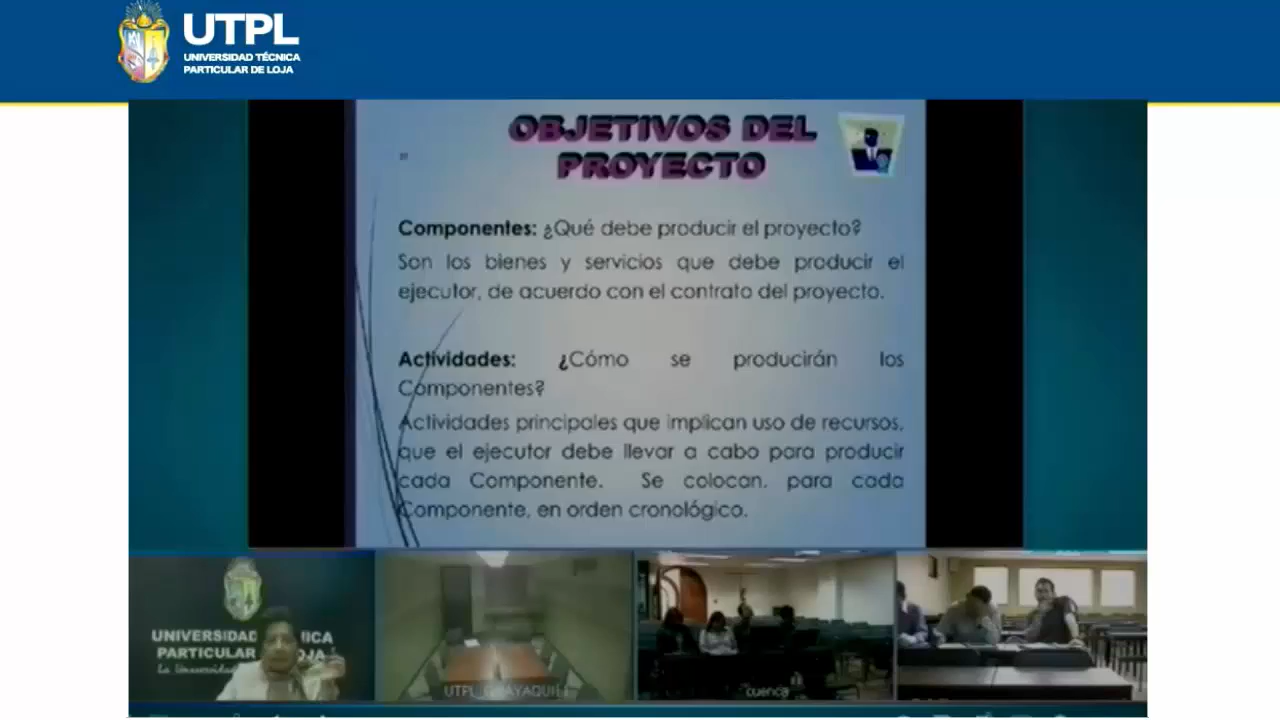 UTPL
UNIVERSIDAD TÉCNICA
PARTICULAR DE LOJA
OBJETIVOS DEL
PROYECTO
Componentes: ¿Qué debe producir el proyecto?
Son los bienes y servicios que debe producir el
ejecutor, de acuerdo con el contrato del proyecto.
Actividades: ¿Cómo se producirán los
Componentes?
Actividades principales que implican uso de recursos,
que el ejecutor debe llevar a cabo para producir
cada Componente. Se colocan, para cada
Componente, en orden cronológico.
UNIVERSIDAD
PARTICULAR
La Universidad
UTPL
cuenca